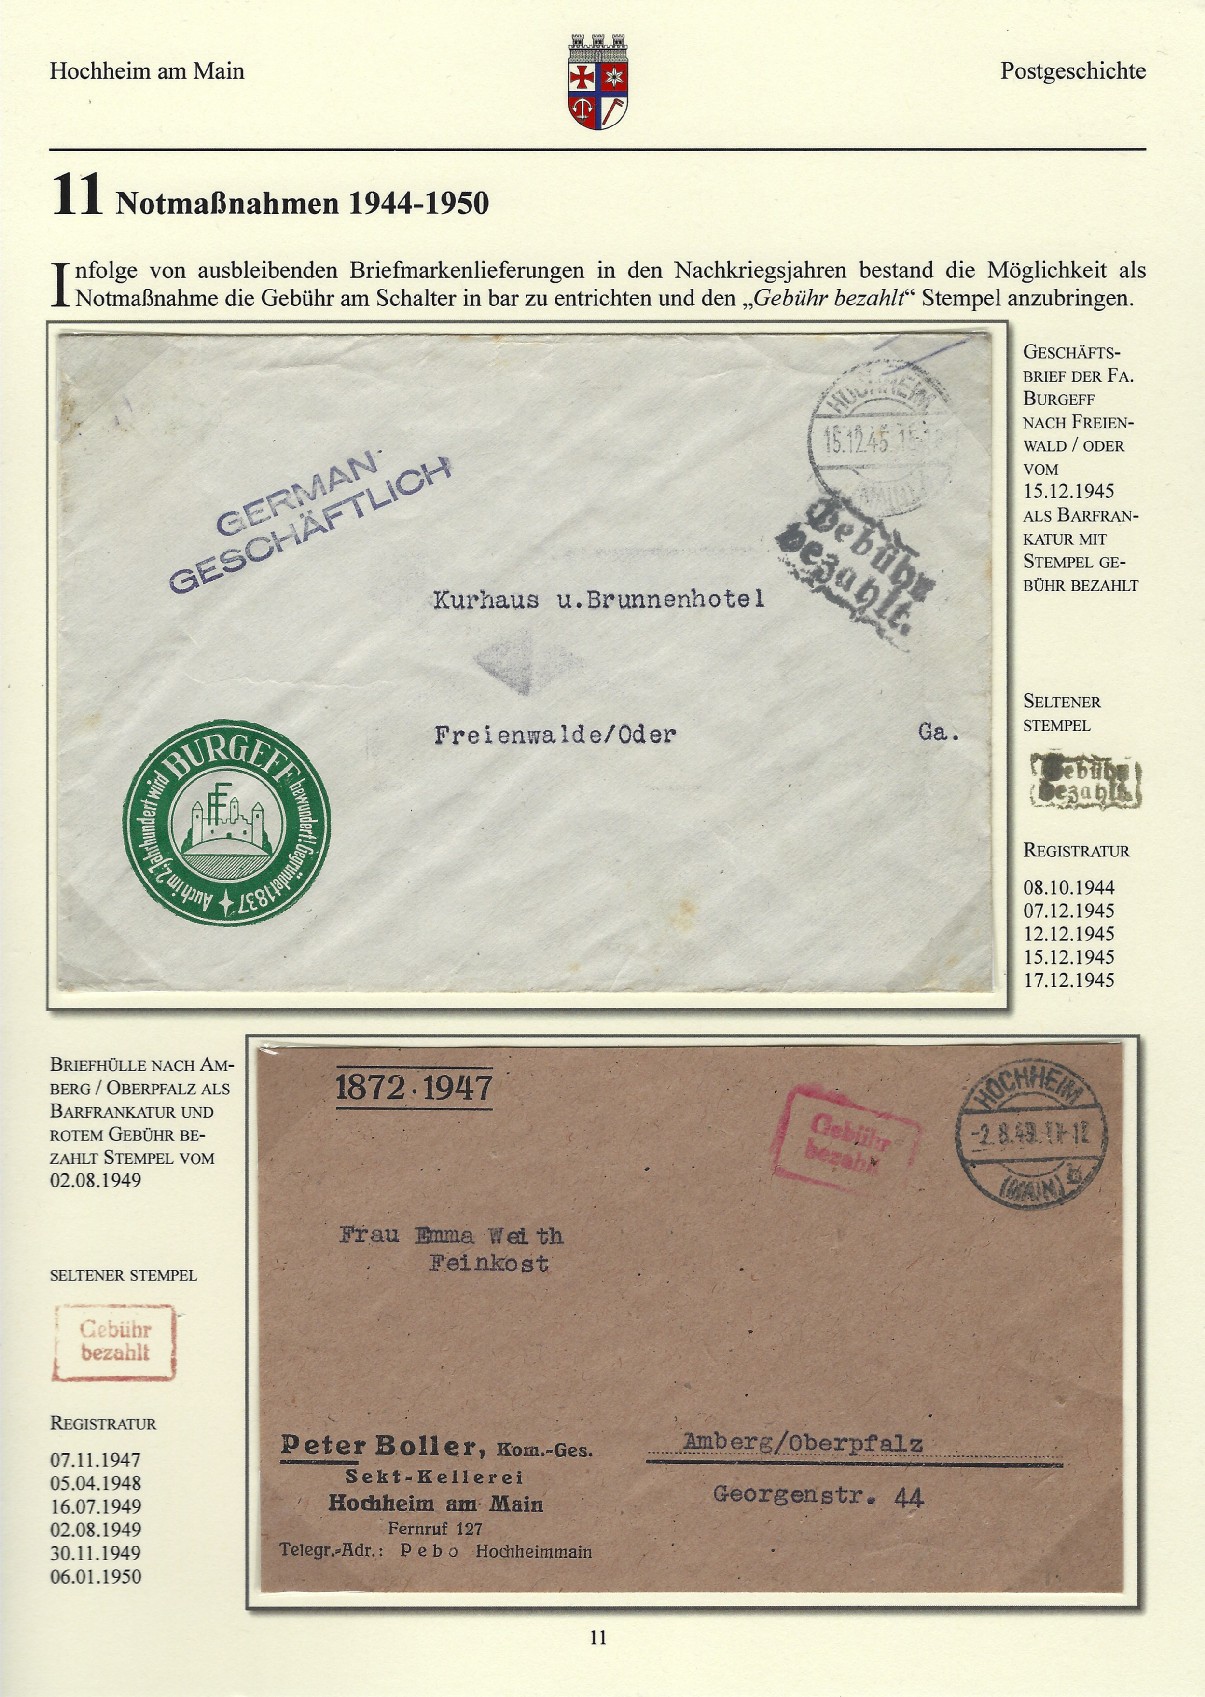 Hochheim am Main
Postgeschichte
11 Notmaßnahmen 1944-1950
Infolge von ausbleibenden Briefmarkenlieferungen in den Nachkriegsjahren bestand die Möglichkeit als
Notmaßnahme die Gebühr am Schalter in bar zu entrichten und den „Gebühr bezahlt“ Stempel anzubringen.
HOCHHEIM
15.12.45
(MAIN)
Gebühr
bezahlt.
GERMAN-
GESCHÄFTLICH
Kurhaus u.Brunnenhotel
Freienwalde/Oder
Ga.
BURGEFF
Auch im 2. Jahrhundert wird
bewundert! Gegründet 1837
GESCHÄFTS-
BRIEF DER FA.
BURGEFF
NACH FREIEN-
WALD / ODER
VOM
15.12.1945
ALS BARFRAN-
KATUR MIT
STEMPEL GE-
BÜHR BEZAHLT
SELTENER
STEMPEL
Gebühr
bezahlt.
REGISTRATUR
08.10.1944
07.12.1945
12.12.1945
15.12.1945
17.12.1945
BRIEFHÜLLE NACH AM-
BERG / OBERPFALZ ALS
BARFRANKATUR UND
ROTEM GEBÜHR BE-
ZAHLT STEMPEL VOM
02.08.1949
SELTENER STEMPEL
Gebühr
bezahlt
REGISTRATUR
07.11.1947
05.04.1948
16.07.1949
02.08.1949
30.11.1949
06.01.1950
1872·1947
Gebühr
bezahlt
HOCHHEIM
-2.8.49.11-12
(MAIN) b
Frau Emma Weith
Feinkost
Amberg/Oberpfalz
Georgenstr. 44
Peter Boller, Kom.-Ges.
Sekt-Kellerei
Hochheim am Main
Fernruf 127
Telegr.-Adr.: Pebo Hochheimmain
11